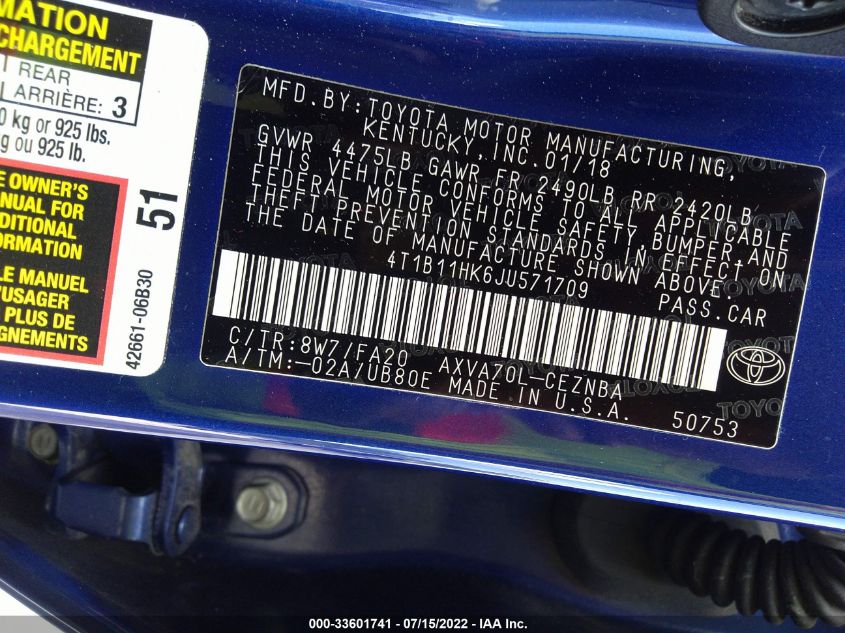 MATION
CHARGEMENT
REAR
ARRIÈRE: 3
0 kg or 925 lbs.
g ou 925 lb.
E OWNER'S
ANUAL FOR
DITIONAL
FORMATION
E MANUEL
'USAGER
PLUS DE
GNEMENTS
51
42661-06B30
MFD.BY:TOYOTA MOTOR MANUFACTURING,
KENTUCKY,INC.01/18
GVWR 4475LB GAWR FR 2490LB RR 2420LB
THIS VEHICLE CONFORMS TO ALL APPLICABLE
FEDERAL MOTOR VEHICLE SAFETY,BUMPER,AND
THEFT PREVENTION STANDARDS IN EFFECT ON
THE DATE OF MANUFACTURE SHOWN ABOVE.
4T1B11HK6JU571709
PASS.CAR
C/TR:8W7/FA20 AXVA70L-CEZNBA
A/TM:-02A/UB80E MADE IN U.S.A.
50753
TOYOTA
000-33601741 - 07/15/2022 - IAA Inc.